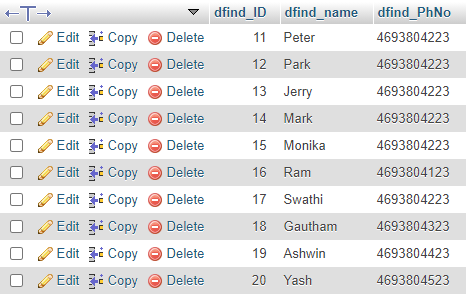 dfind_ID dfind_name dfind_PhNo
Edit Copy Delete 11 Peter 4693804223
Edit Copy Delete 12 Park 4693804223
Edit Copy Delete 13 Jerry 4693804223
Edit Copy Delete 14 Mark 4693804223
Edit Copy Delete 15 Monika 4693804223
Edit Copy Delete 16 Ram 4693804123
Edit Copy Delete 17 Swathi 4693804223
Edit Copy Delete 18 Gautham 4693804323
Edit Copy Delete 19 Ashwin 4693804423
Edit Copy Delete 20 Yash 4693804523